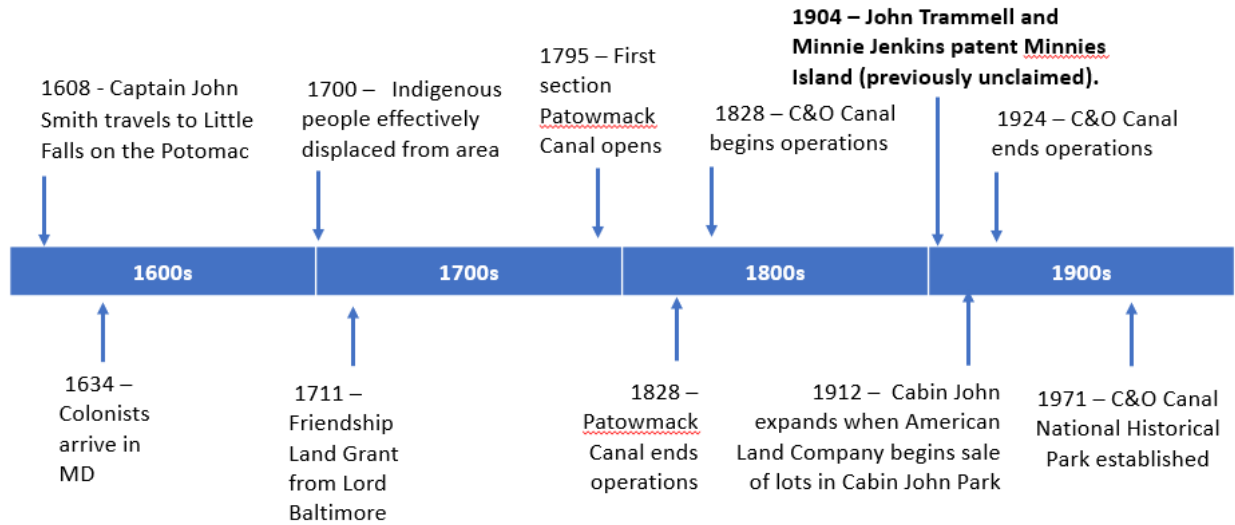 1608 - Captain John
Smith travels to Little
Falls on the Potomac
1700 – Indigenous
people effectively
displaced from area
1795 – First
section
Patowmack
Canal opens
1828 – C&O Canal
begins operations
1904 – John Trammell and
Minnie Jenkins patent Minnies
Island (previously unclaimed).
1924 – C&O Canal
ends operations
1600s
1700s
1800s
1900s
1634 –
Colonists
arrive in
MD
1711 –
Friendship
Land Grant
from Lord
Baltimore
1828 –
Patowmack
Canal ends
operations
1912 – Cabin John
expands when American
Land Company begins sale
of lots in Cabin John Park
1971 – C&O Canal
National Historical
Park established